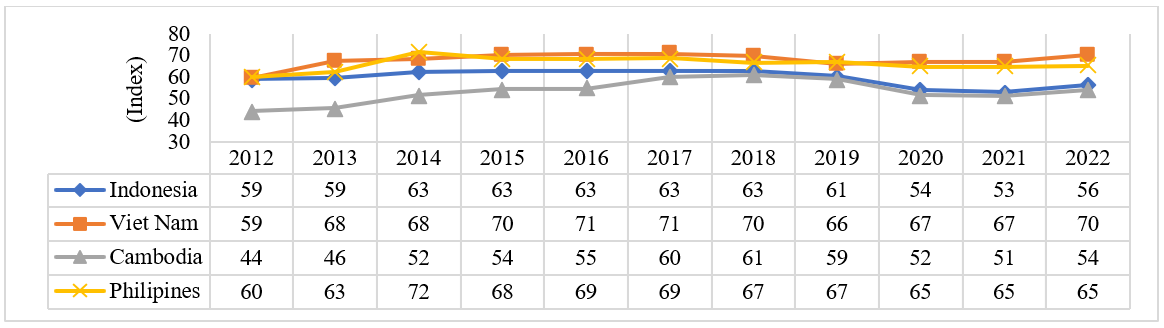 (Index)
80
70
60
50
40
30
2012 2013 2014 2015 2016 2017 2018 2019 2020 2021 2022
Indonesia 59 59 63 63 63 63 63 61 54 53 56
Viet Nam 59 68 68 70 71 71 70 66 67 67 70
Cambodia 44 46 52 54 55 60 61 59 52 51 54
Philipines 60 63 72 68 69 69 67 67 65 65 65